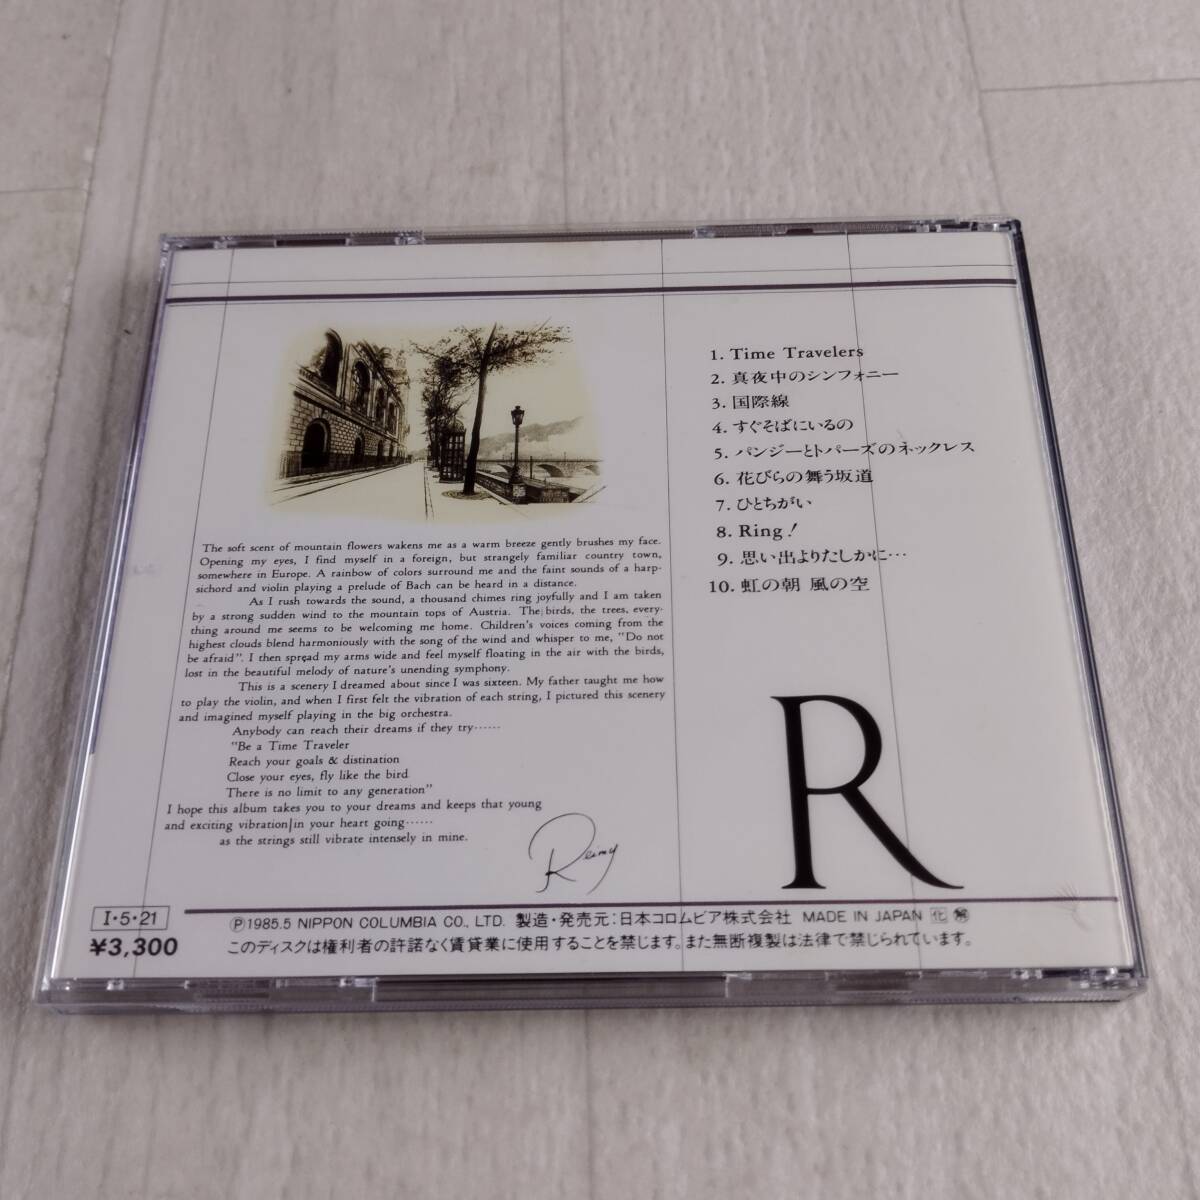 The soft scent of mountain flowers wakens me as a warm breeze gently brushes my face.
Opening my eyes, I find myself in a foreign, but strangely familiar country town,
somewhere in Europe. A rainbow of colors surround me and the faint sounds of a harp-
sichord and violin playing a prelude of Bach can be heard in a distance.
As I rush towards the sound, a thousand chimes ring joyfully and I am taken
by a strong sudden wind to the mountain tops of Austria. The birds, the trees, every-
thing around me seems to be welcoming me home. Children's voices coming from the
highest clouds blend harmoniously with the song of the wind and whisper to me, "Do not
be afraid". I then spread my arms wide and feel myself floating in the air with the birds,
lost in the beautiful melody of nature's unending symphony.
This is a scenery I dreamed about since I was sixteen. My father taught me how
to play the violin, and when I first felt the vibration of each string, I pictured this scenery
and imagined myself playing in the big orchestra.
Anybody can reach their dreams if they try……
"Be a Time Traveler
Reach your goals & distination
Close your eyes, fly like the bird
There is no limit to any generation"
I hope this album takes you to your dreams and keeps that young
and exciting vibration in your heart going……
as the strings still vibrate intensely in mine.
Reimy
1. Time Travelers
2. 真夜中のシンフォニー
3. 国際線
4. すぐそばにいるの
5. パンジーとトパーズのネックレス
6. 花びらの舞う坂道
7. ひとちがい
8. Ring!
9. 思い出よりたしかに…
10. 虹の朝 風の空
R
I・5・21
¥3,300
Ⓟ1985.5 NIPPON COLUMBIA CO., LTD. 製造・発売元:日本コロムビア株式会社 MADE IN JAPAN 化 解
このディスクは権利者の許諾なく賃貸業に使用することを禁じます。また無断複製は法律で禁じられています。